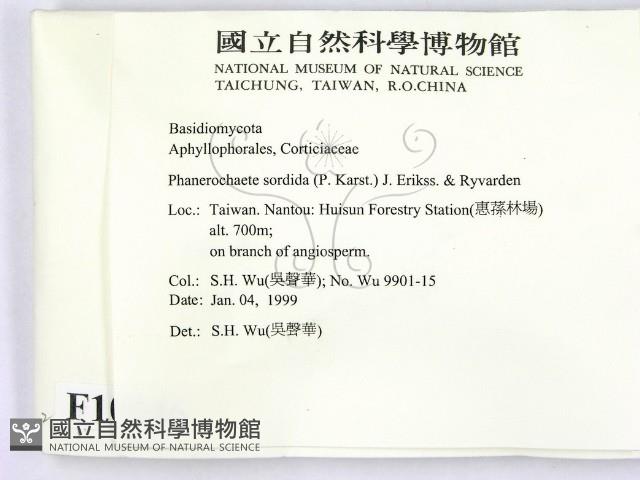 國立自然科學博物館
NATIONAL MUSEUM OF NATURAL SCIENCE
TAICHUNG, TAIWAN, R.O.CHINA
Basidiomycota
Aphyllophorales, Corticiaceae
Phanerochaete sordida (P. Karst.) J. Erikss. & Ryvarden
Loc.: Taiwan. Nantou: Huisun Forestry Station(惠蓀林場)
alt. 700m;
on branch of angiosperm.
Col.: S.H. Wu(吳聲華); No. Wu 9901-15
Date: Jan. 04, 1999
Det.: S.H. Wu(吳聲華)
國立自然科學博物館
NATIONAL MUSEUM OF NATURAL SCIENCE